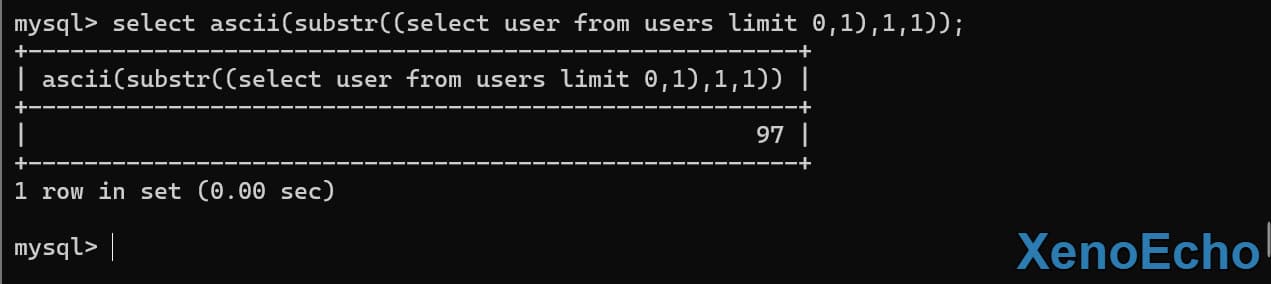 mysql> select ascii(substr((select user from users limit 0,1),1,1));
+------------------------------------------------------+
| ascii(substr((select user from users limit 0,1),1,1)) |
+------------------------------------------------------+
|                                                    97 |
+------------------------------------------------------+
1 row in set (0.00 sec)
mysql>
XenoEcho